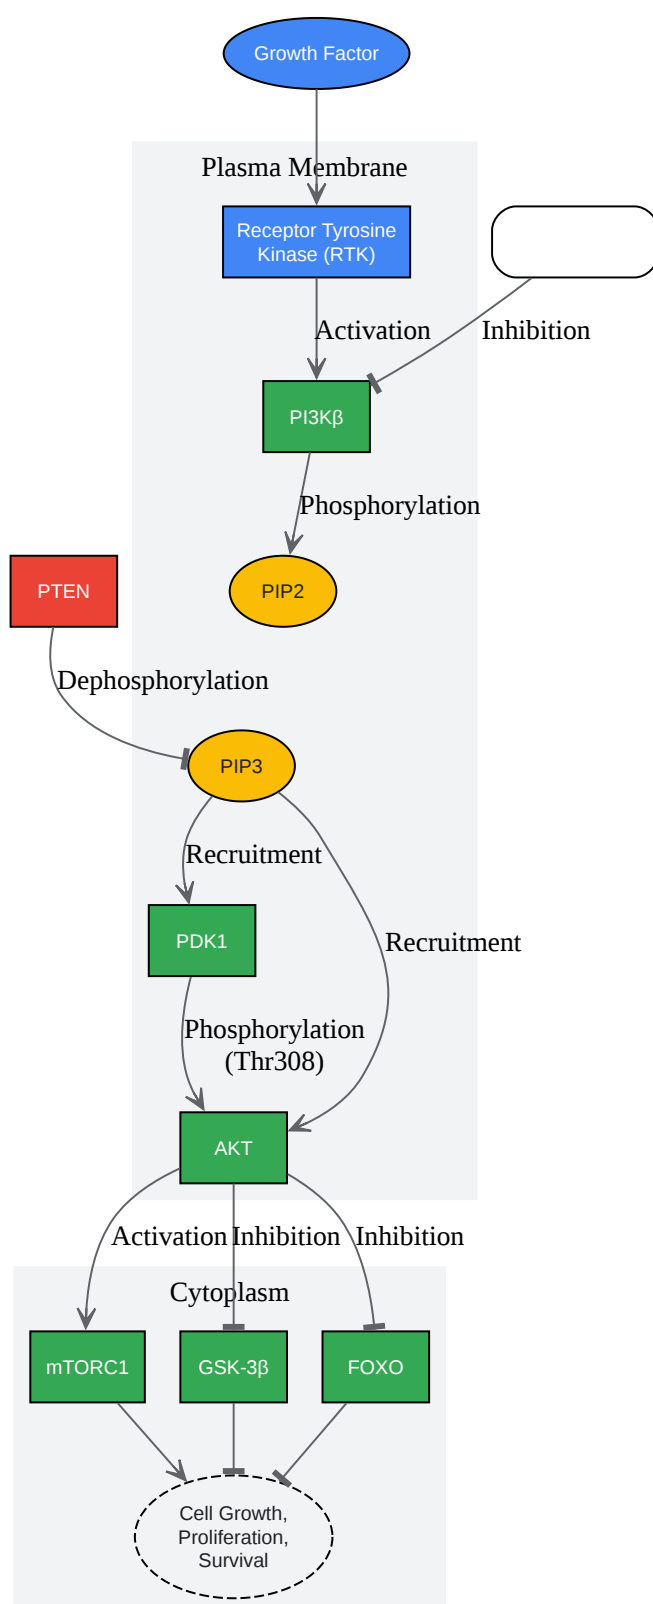 Growth Factor
Plasma Membrane
Receptor Tyrosine
Kinase (RTK)
Activation
Inhibition
PI3Kβ
Phosphorylation
PTEN
PIP2
Dephosphorylation
PIP3
Recruitment
PDK1
Recruitment
Phosphorylation
(Thr308)
AKT
Activation
Inhibition
Inhibition
Cytoplasm
mTORC1
GSK-3β
FOXO
Cell Growth,
Proliferation,
Survival